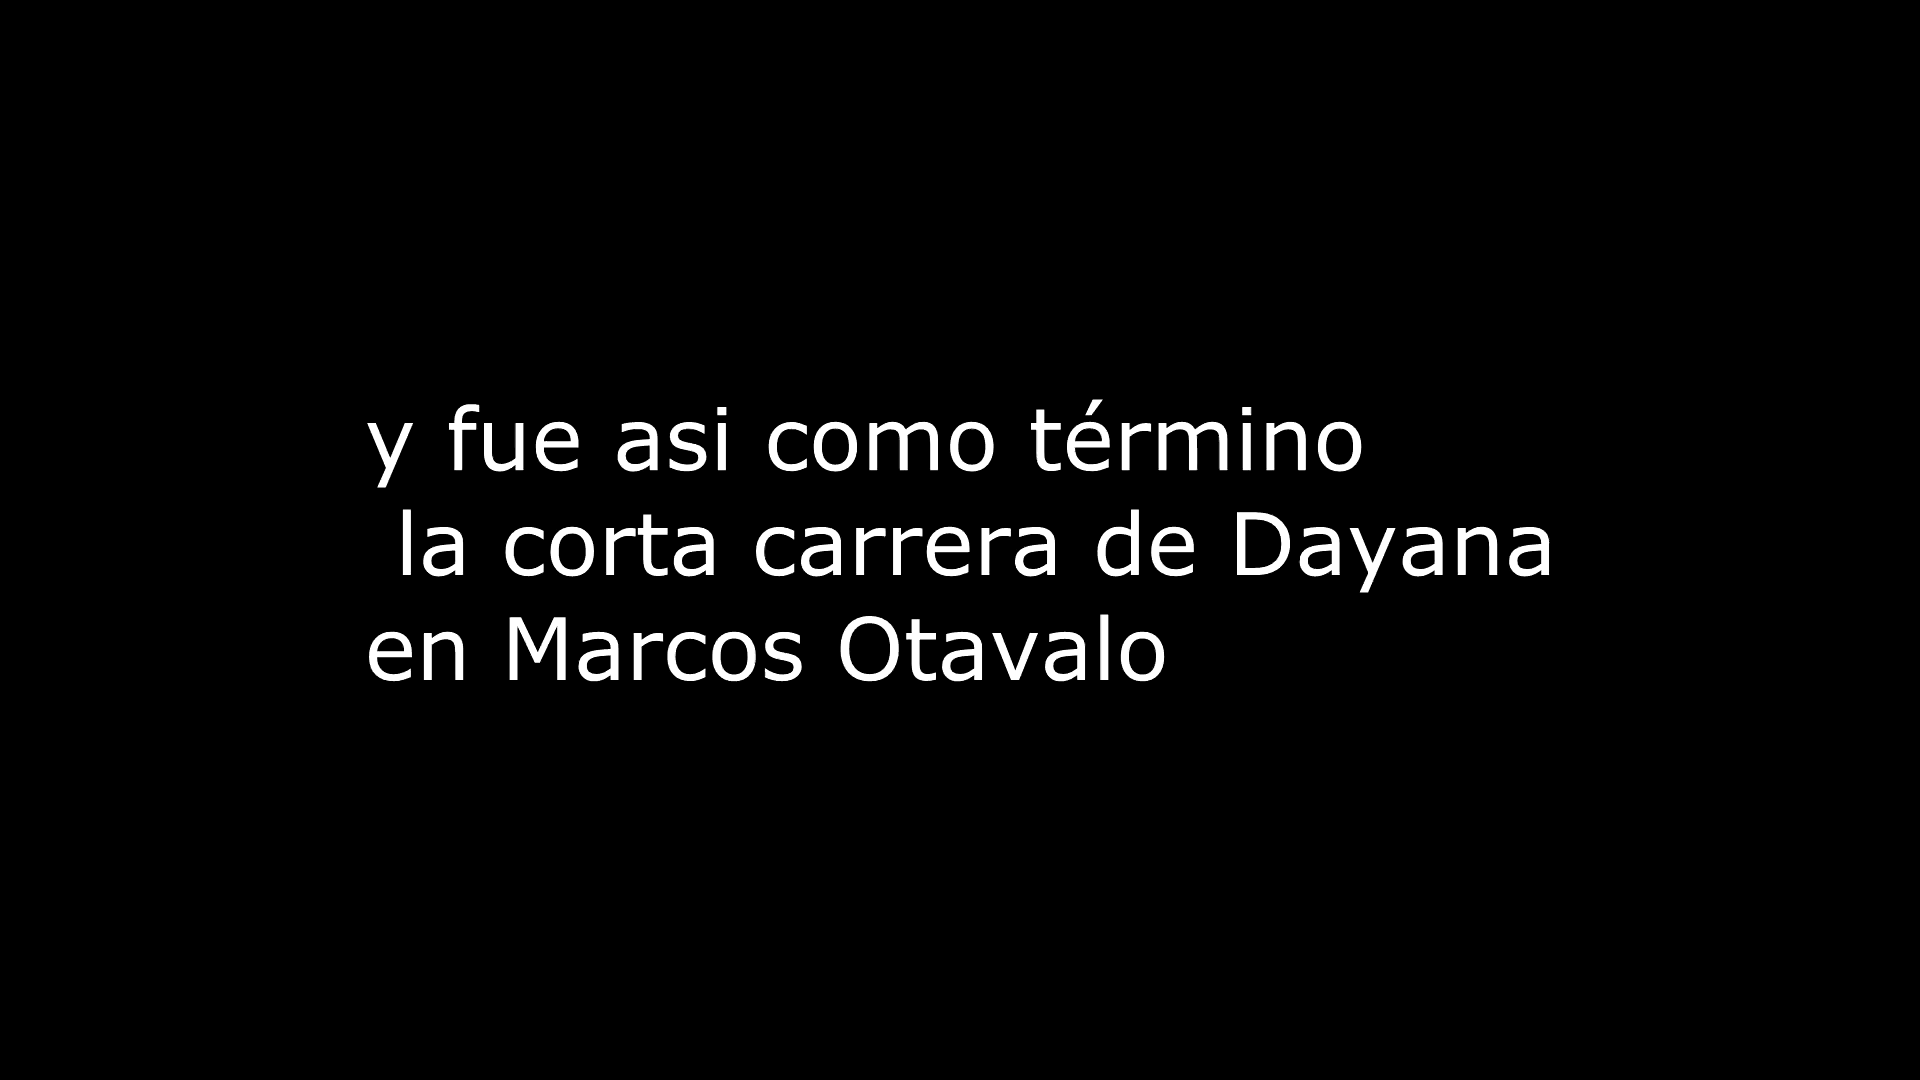 y fue asi como término
la corta carrera de Dayana
en Marcos Otavalo